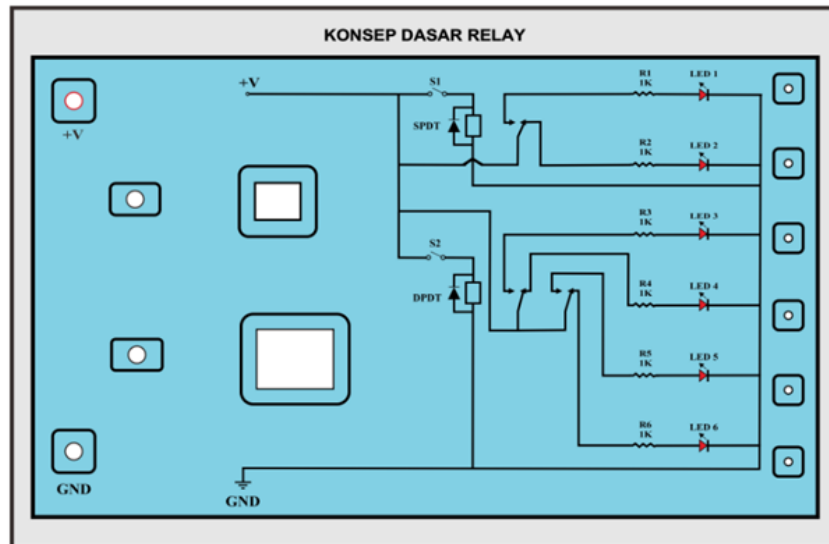 KONSEP DASAR RELAY
+V
GND
+V
S1
SPDT
S2
DPDT
GND
R1
1K
LED 1
R2
1K
LED 2
R3
1K
LED 3
R4
1K
LED 4
R5
1K
LED 5
R6
1K
LED 6